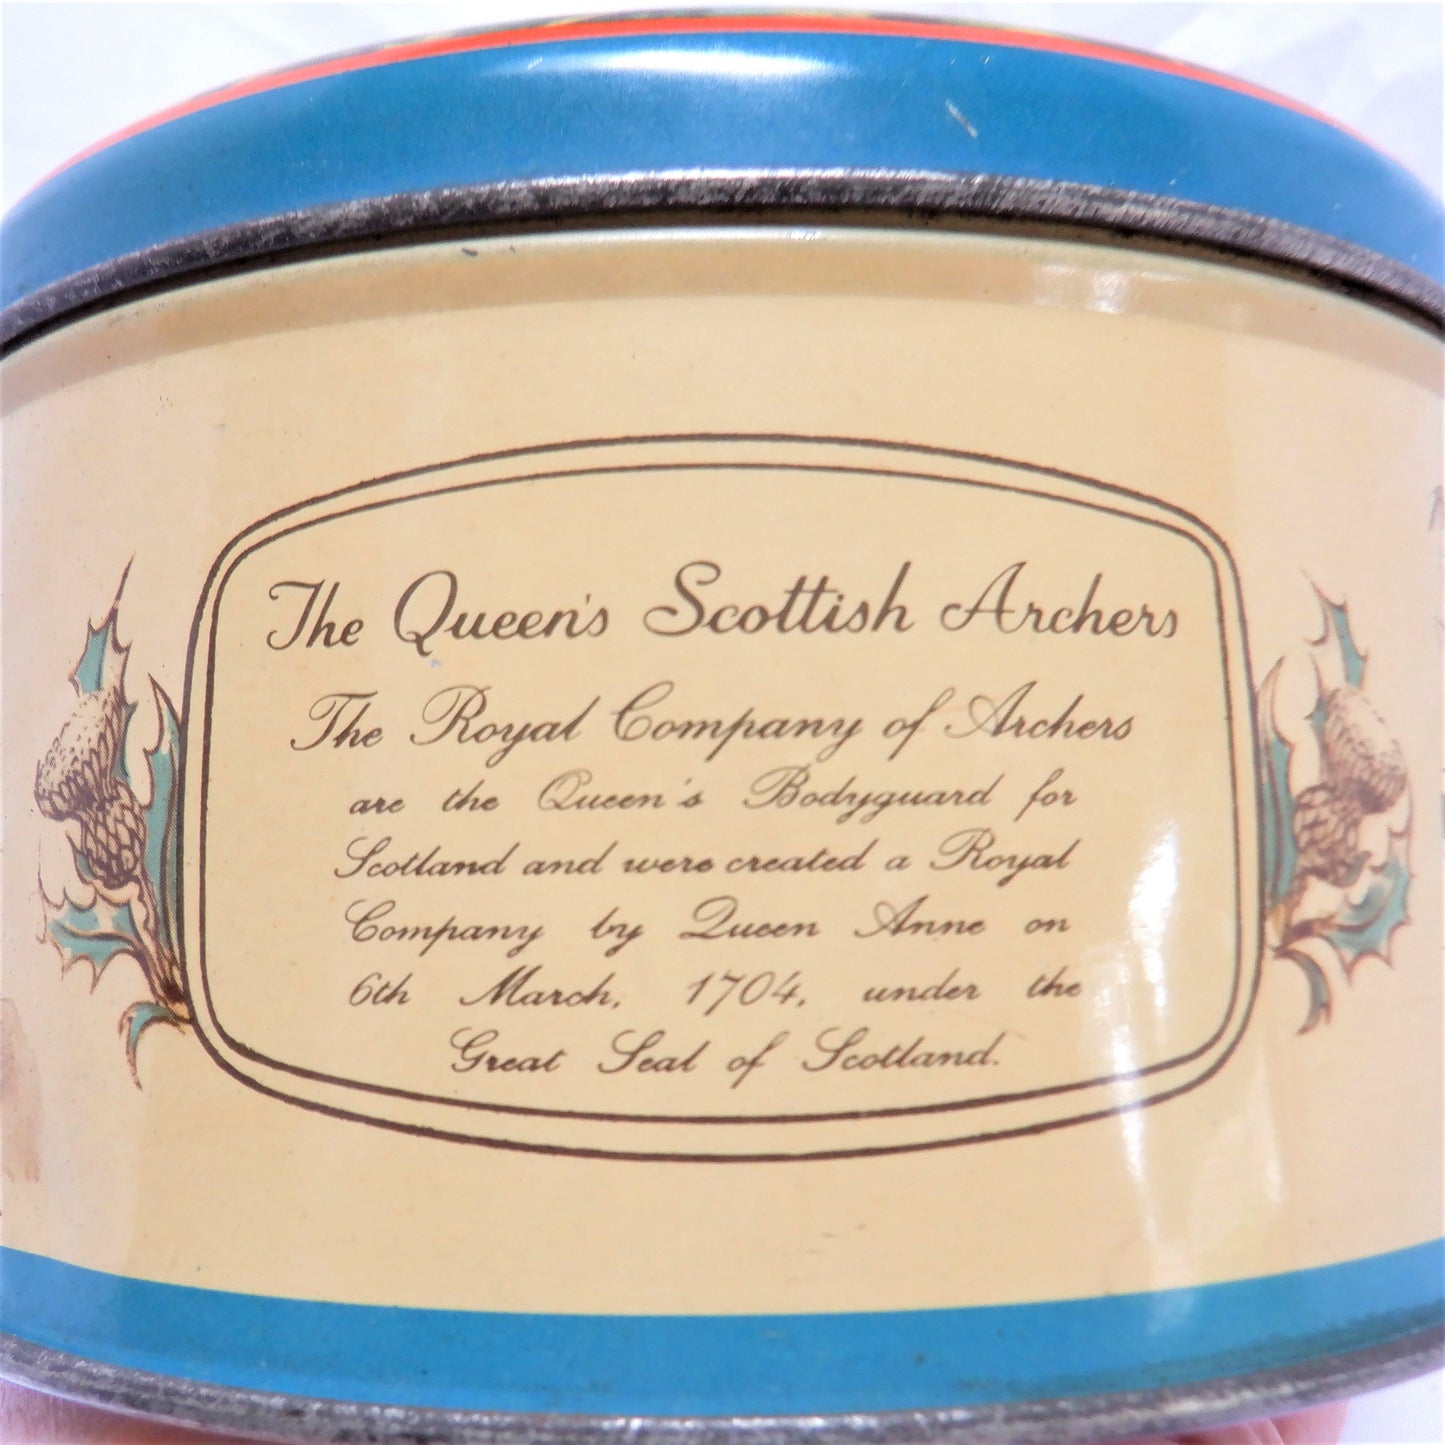 The Queen's Scottish Archers
The Royal Company of Archers
are the Queen's Bodyguard for
Scotland and were created a Royal
Company by Queen Anne on
6th March, 1704, under the
Great Seal of Scotland.